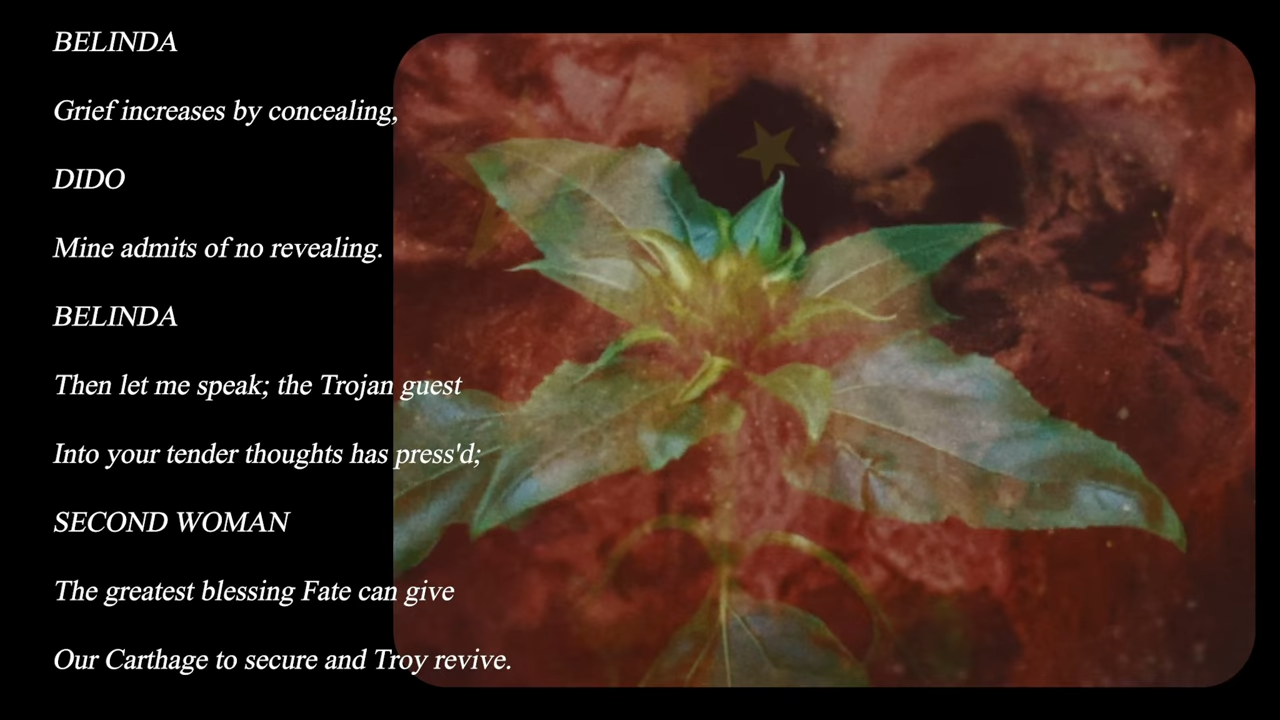 BELINDA
Grief increases by concealing,
DIDO
Mine admits of no revealing.
BELINDA
Then let me speak; the Trojan guest
Into your tender thoughts has press'd;
SECOND WOMAN
The greatest blessing Fate can give
Our Carthage to secure and Troy revive.